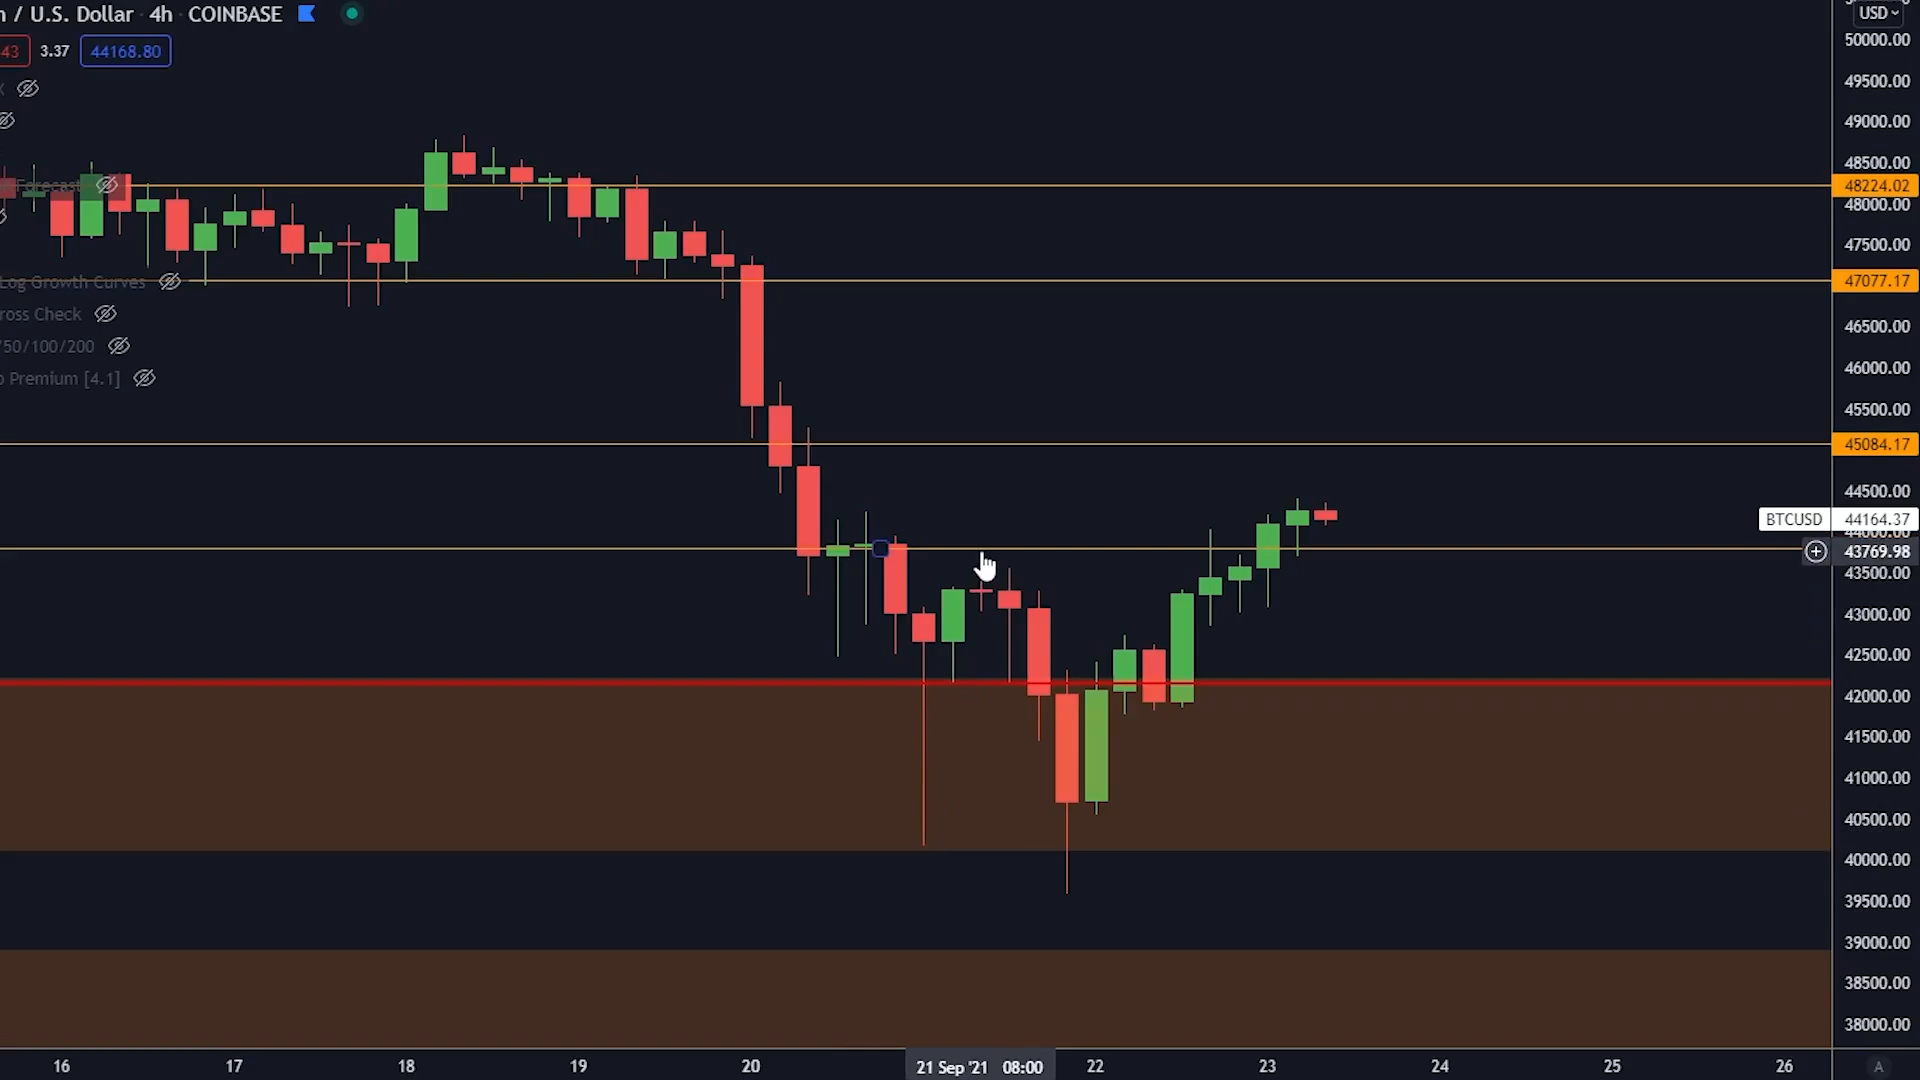 n / U.S. Dollar · 4h · COINBASE
43 3.37 44168.80
Forecast
Log Growth Curves
ross Check
/50/100/200
o Premium [4.1]
USD
50000.00
49500.00
49000.00
48500.00
48224.02
48000.00
47500.00
47077.17
46500.00
46000.00
45500.00
45084.17
44500.00
BTCUSD 44164.37
44000.00
43769.98
43500.00
43000.00
42500.00
42000.00
41500.00
41000.00
40500.00
40000.00
39500.00
39000.00
38500.00
38000.00
16 17 18 19 20 21 Sep '21 08:00 22 23 24 25 26
A